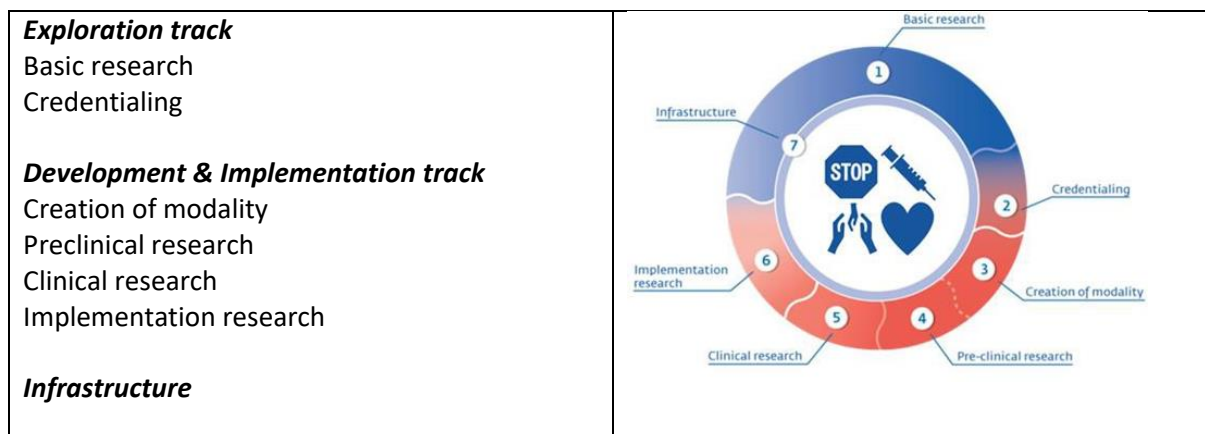 Exploration track
Basic research
Credentialing
Development & Implementation track
Creation of modality
Preclinical research
Clinical research
Implementation research
Infrastructure
Basic research
1
Infrastructure
7
STOP
Credentialing
2
6
3
Implementation
research
Creation of modality
5
4
Clinical research
Pre-clinical research